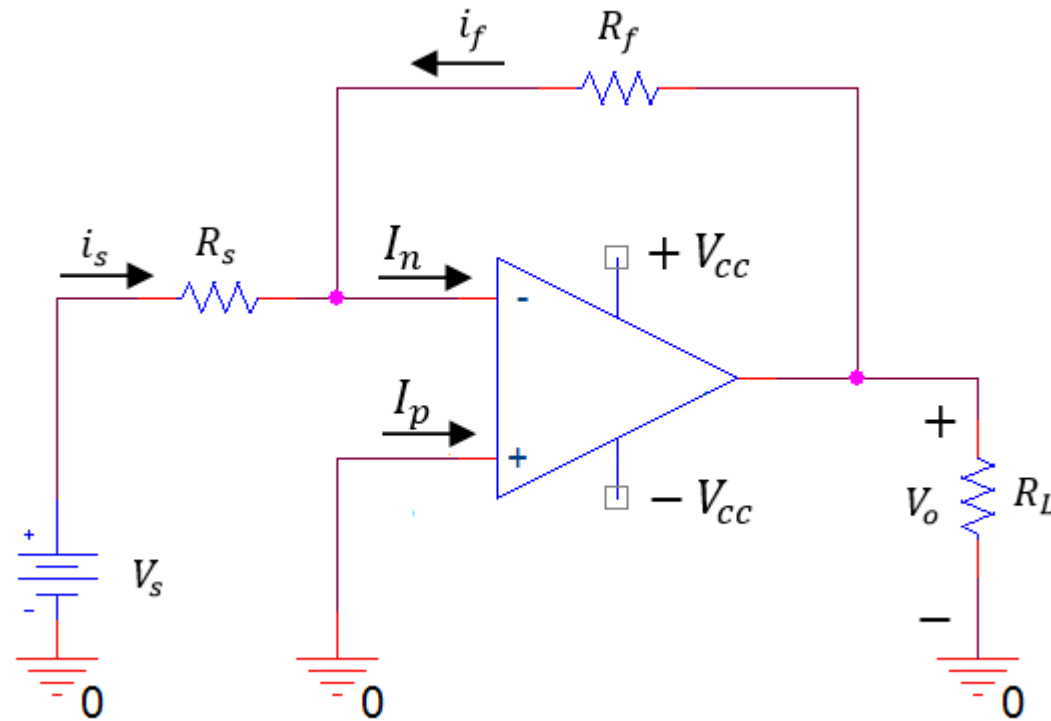 i_f
R_f
i_s
R_s
I_n
+ V_cc
-
I_p
+
+
− V_cc
V_o
R_L
+
V_s
-
−
0
0
0